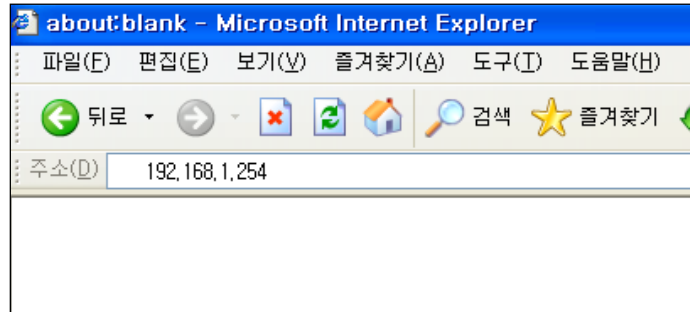 about:blank - Microsoft Internet Explorer
파일(F) 편집(E) 보기(V) 즐겨찾기(A) 도구(T) 도움말(H)
뒤로 검색 즐겨찾기
주소(D) 192,168,1,254